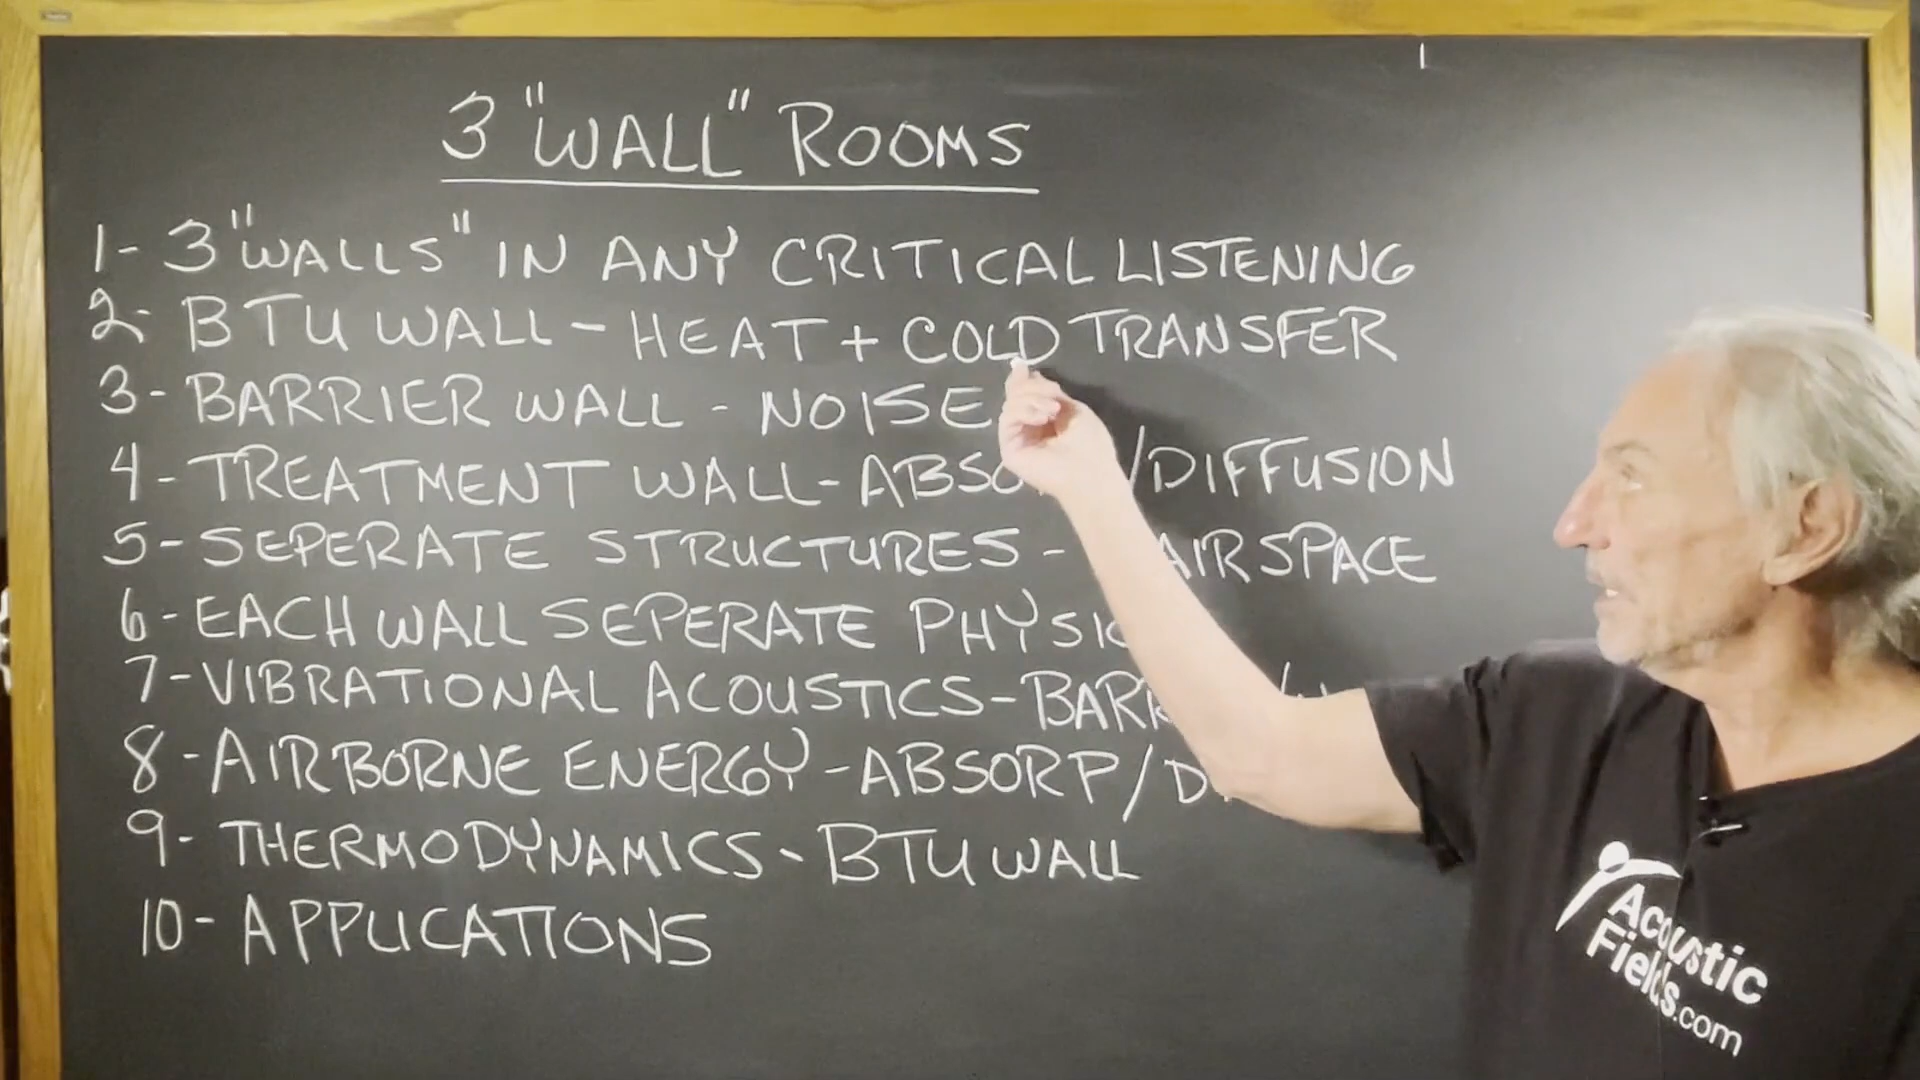 3 "WALL" ROOMS
1- 3 "WALLS" IN ANY CRITICAL LISTENING
2- BTU WALL - HEAT + COLD TRANSFER
3- BARRIER WALL - NOISE
4- TREATMENT WALL- /DIFFUSION
5- SEPERATE STRUCTURES - AIRSPACE
6- EACH WALL SEPERATE
7- VIBRATIONAL ACOUSTICS-
8- AIRBORNE ENERGY - ABSORP/
9- THERMODYNAMICS - BTU WALL
10- APPLICATIONS
Acoustic
Fields.com